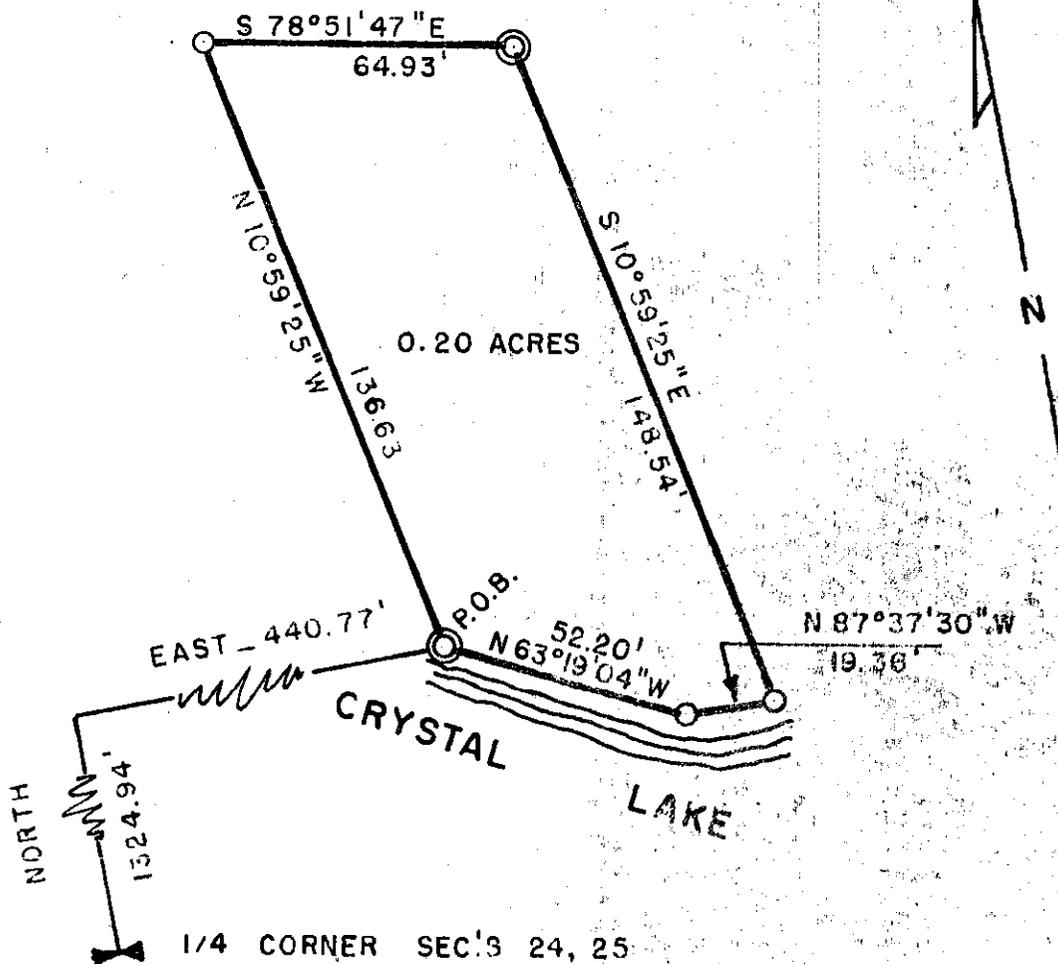 S 78°51'47"E
64.93'
N 10°59'25"W
136.63
S 10°59'25"E
148.54'
0.20 ACRES
N
P.O.B.
EAST - 440.77'
52.20'
N 63°19'04"W
N 87°37'30".W
19.36'
CRYSTAL
LAKE
NORTH
1324.94'
1/4 CORNER SEC'S 24, 25